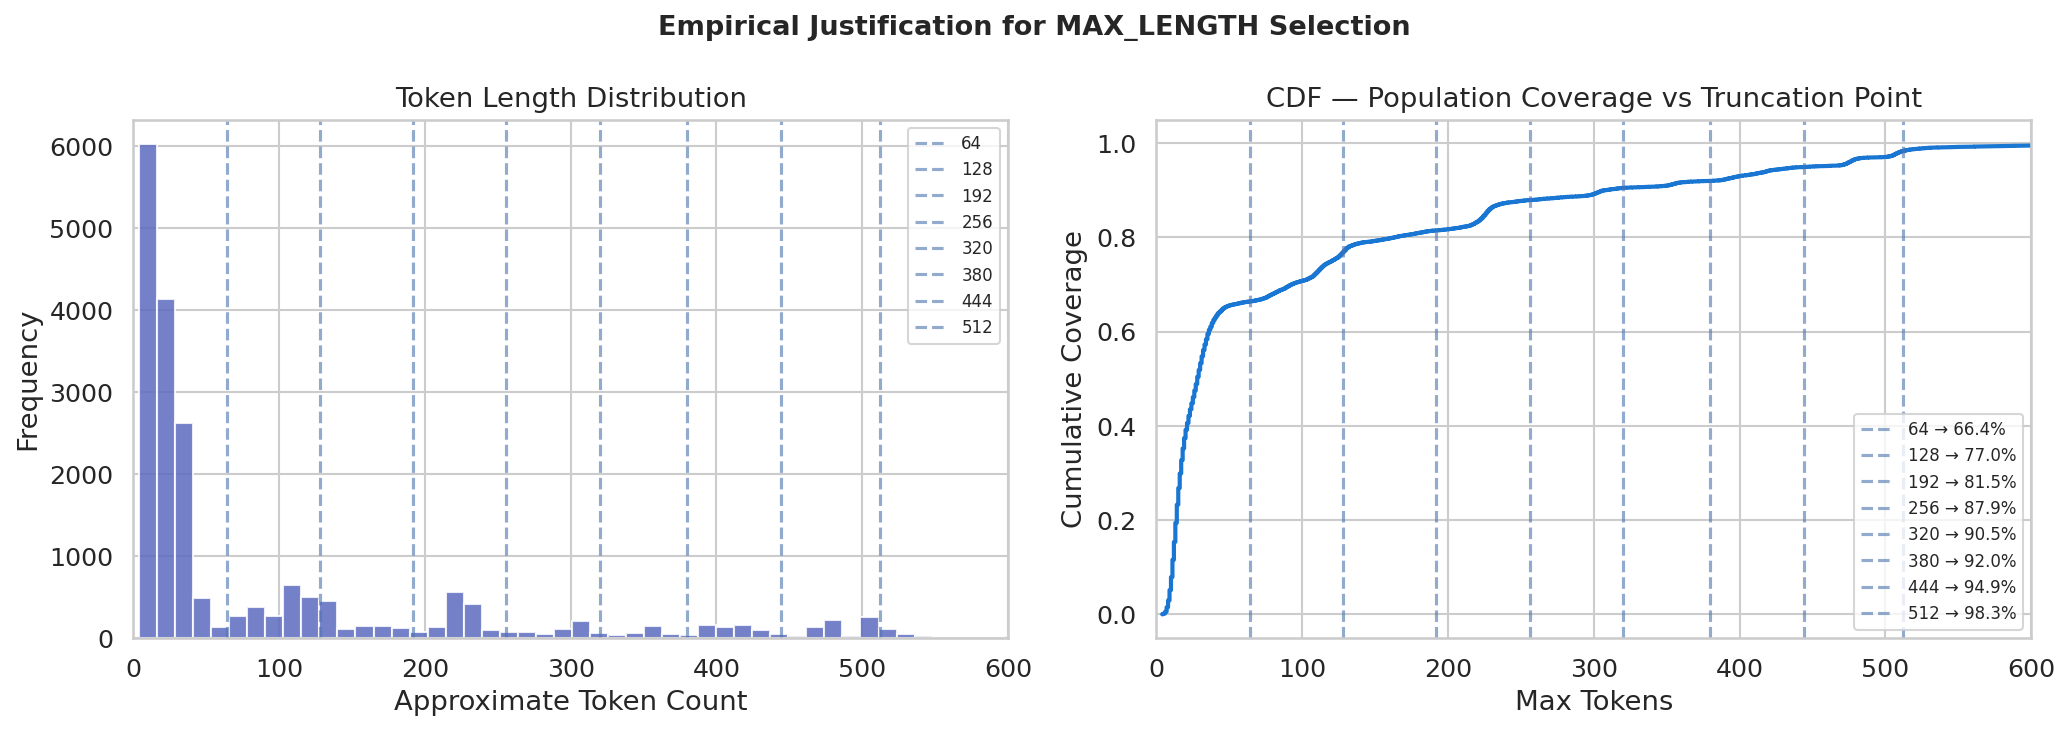 Empirical Justification for MAX_LENGTH Selection
Token Length Distribution
Frequency
6000
5000
4000
3000
2000
1000
0
0 100 200 300 400 500 600
Approximate Token Count
64
128
192
256
320
380
444
512
CDF — Population Coverage vs Truncation Point
Cumulative Coverage
1.0
0.8
0.6
0.4
0.2
0.0
0 100 200 300 400 500 600
Max Tokens
64 → 66.4%
128 → 77.0%
192 → 81.5%
256 → 87.9%
320 → 90.5%
380 → 92.0%
444 → 94.9%
512 → 98.3%